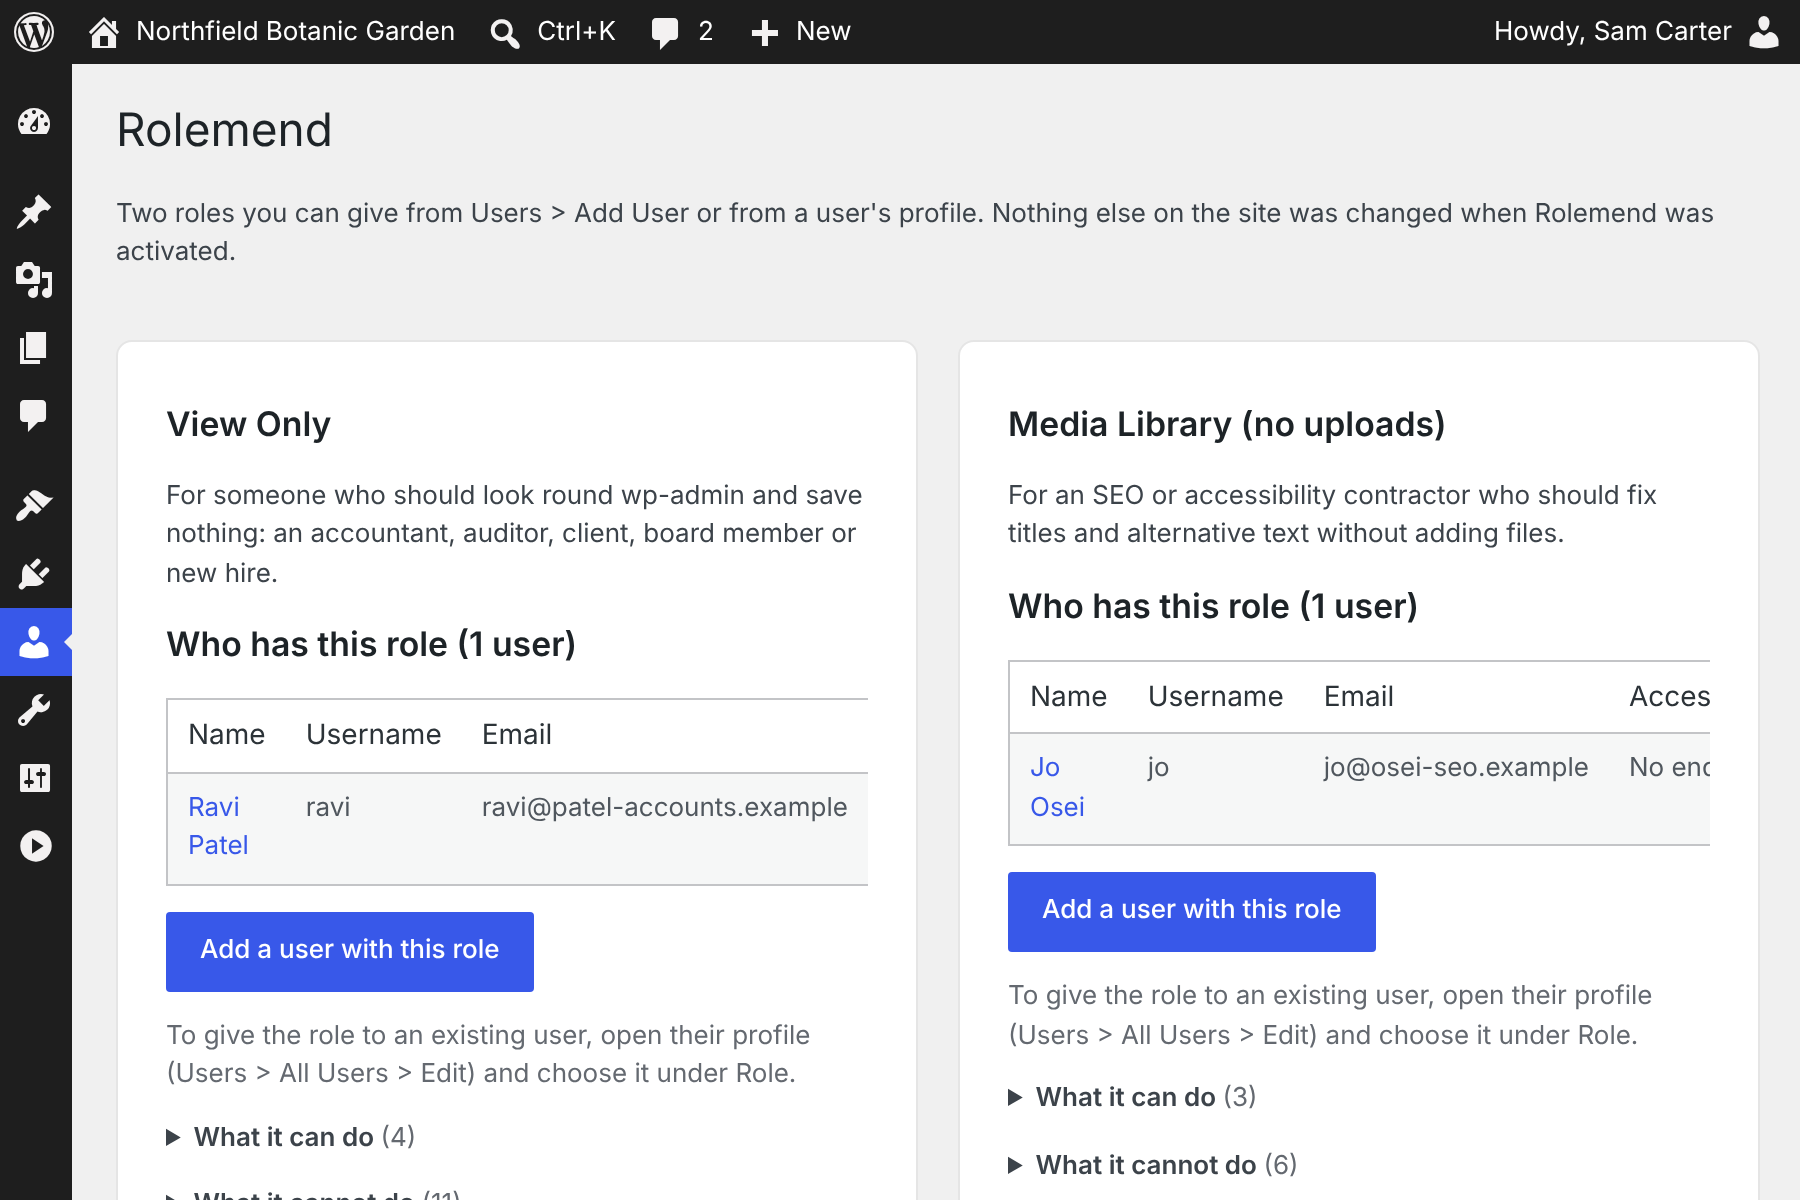 Northfield Botanic Garden Ctrl+K 2 New Howdy, Sam Carter
Rolemend
Two roles you can give from Users > Add User or from a user's profile. Nothing else on the site was changed when Rolemend was
activated.
View Only
For someone who should look round wp-admin and save
nothing: an accountant, auditor, client, board member or
new hire.
Who has this role (1 user)
Name Username Email
Ravi ravi ravi@patel-accounts.example
Patel
Add a user with this role
To give the role to an existing user, open their profile
(Users > All Users > Edit) and choose it under Role.
What it can do (4)
What it cannot do (11)
Media Library (no uploads)
For an SEO or accessibility contractor who should fix
titles and alternative text without adding files.
Who has this role (1 user)
Name Username Email Acces
Jo jo jo@osei-seo.example No end
Osei
Add a user with this role
To give the role to an existing user, open their profile
(Users > All Users > Edit) and choose it under Role.
What it can do (3)
What it cannot do (6)